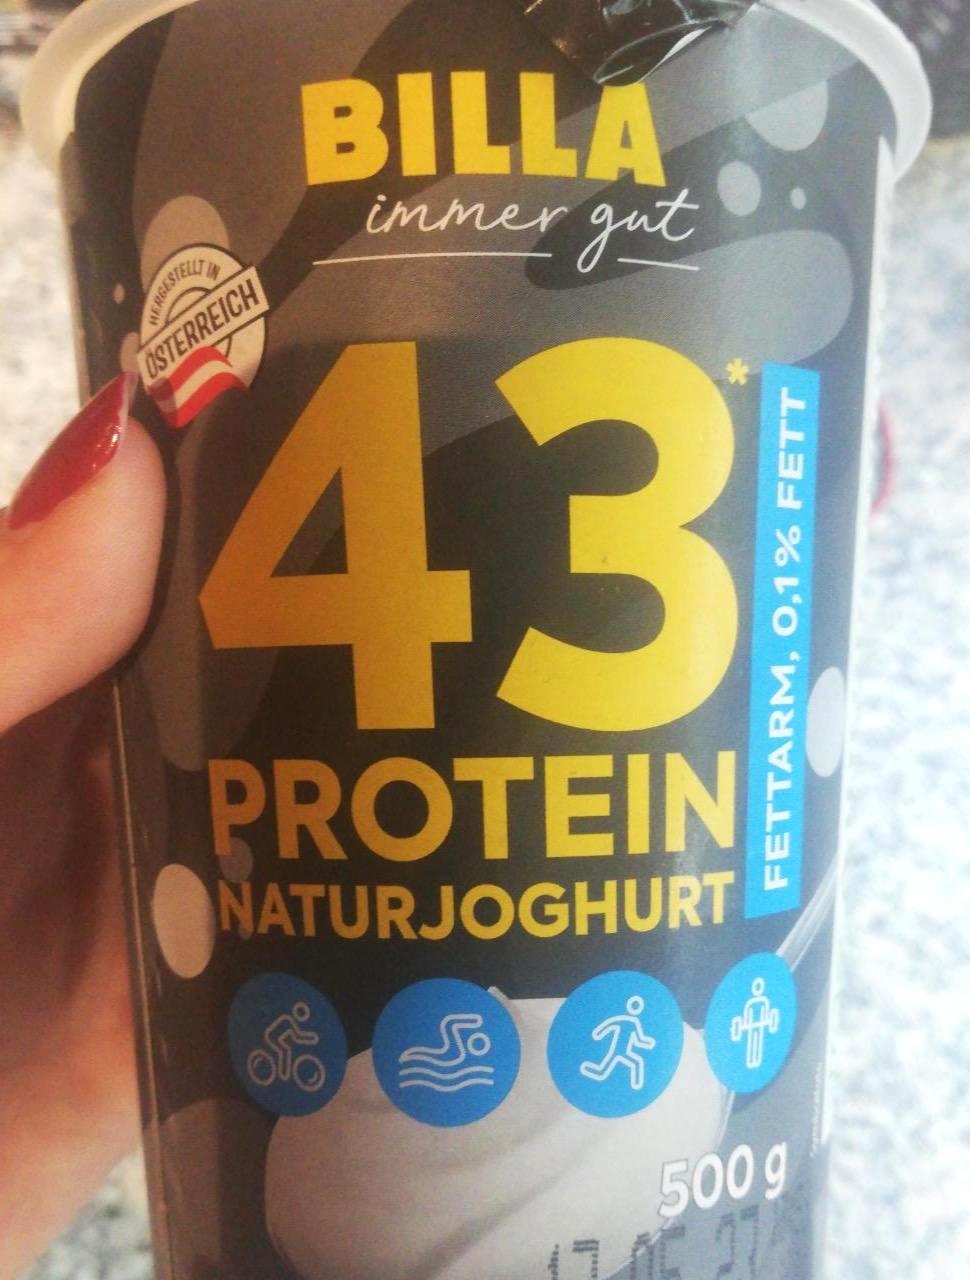 BILLA
immer gut
HERGESTELLT IN
ÖSTERREICH
43*
PROTEIN
NATURJOGHURT
FETTARM, 0,1% FETT
500 g